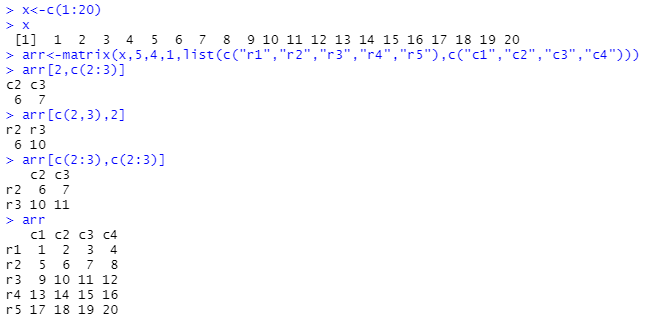 > x<-c(1:20)
> x
 [1]  1  2  3  4  5  6  7  8  9 10 11 12 13 14 15 16 17 18 19 20
> arr<-matrix(x,5,4,1,list(c("r1","r2","r3","r4","r5"),c("c1","c2","c3","c4")))
> arr[2,c(2:3)]
c2 c3
 6  7
> arr[c(2,3),2]
r2 r3
 6 10
> arr[c(2:3),c(2:3)]
   c2 c3
r2  6  7
r3 10 11
> arr
   c1 c2 c3 c4
r1  1  2  3  4
r2  5  6  7  8
r3  9 10 11 12
r4 13 14 15 16
r5 17 18 19 20